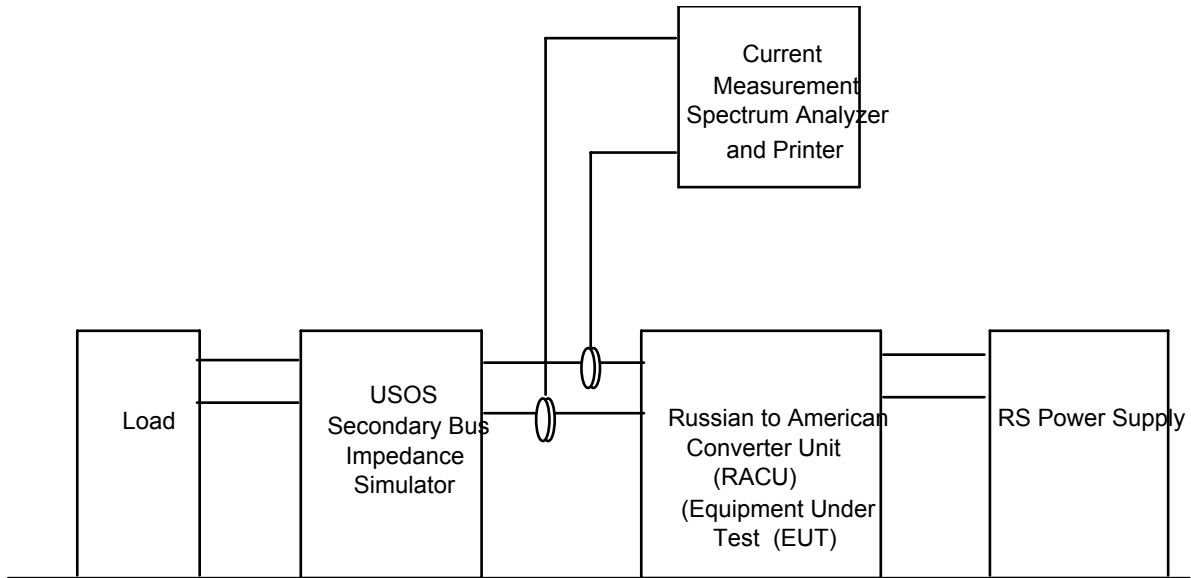 Current
Measurement
Spectrum Analyzer
and Printer
Load
USOS
Secondary Bus
Impedance
Simulator
Russian to American
Converter Unit
(RACU)
(Equipment Under
Test (EUT)
RS Power Supply